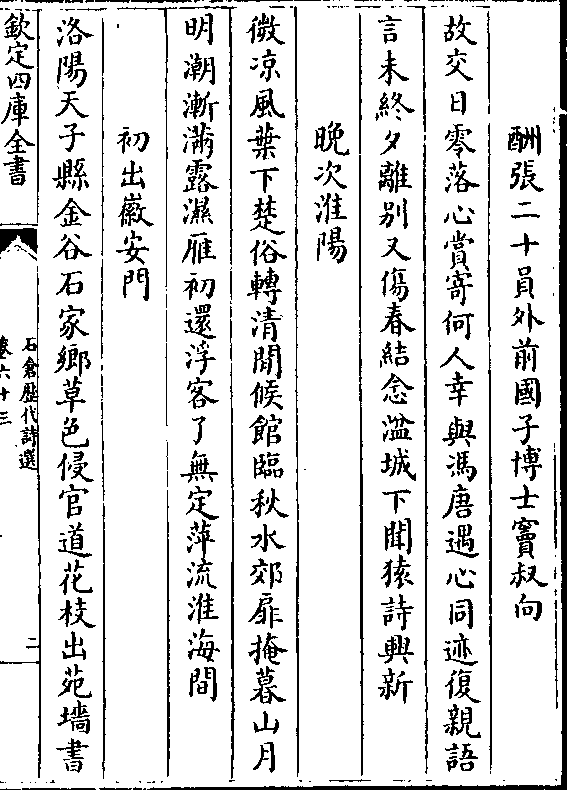 酬張二十員外前國子博士竇叔向
故交日零落心賞寄何人幸與馮唐遇心同迹復親語
言未終夕離别又傷春結念湓城下聞猿詩興新
晚次淮陽
微凉風葉下楚俗轉清閒候館臨秋水郊扉掩暮山月
明潮漸滿露濕雁初還浮客了無定萍流淮海間
初出徽安門
洛陽天子縣金谷石家鄉草色侵官道花枝出苑墻書
欽定四庫全書
石倉歴代詩選
卷六十三
二